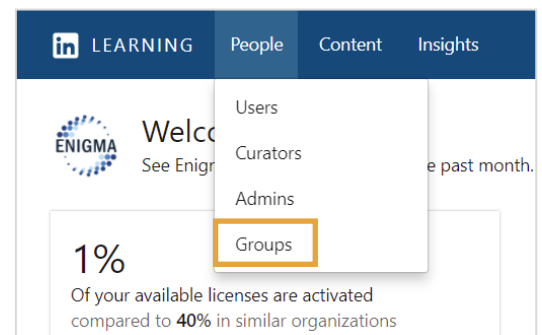 in LEARNING People Content Insights
Users
ENIGMA
Welc
See Enigr e past month.
Curators
Admins
Groups
1%
Of your available licenses are activated
compared to 40% in similar organizations